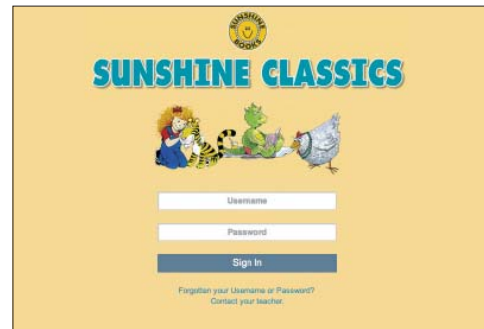 SUNSHINE
BOOKS
SUNSHINE CLASSICS
Username
Password
Sign In
Forgotten your Username or Password?
Contact your teacher.